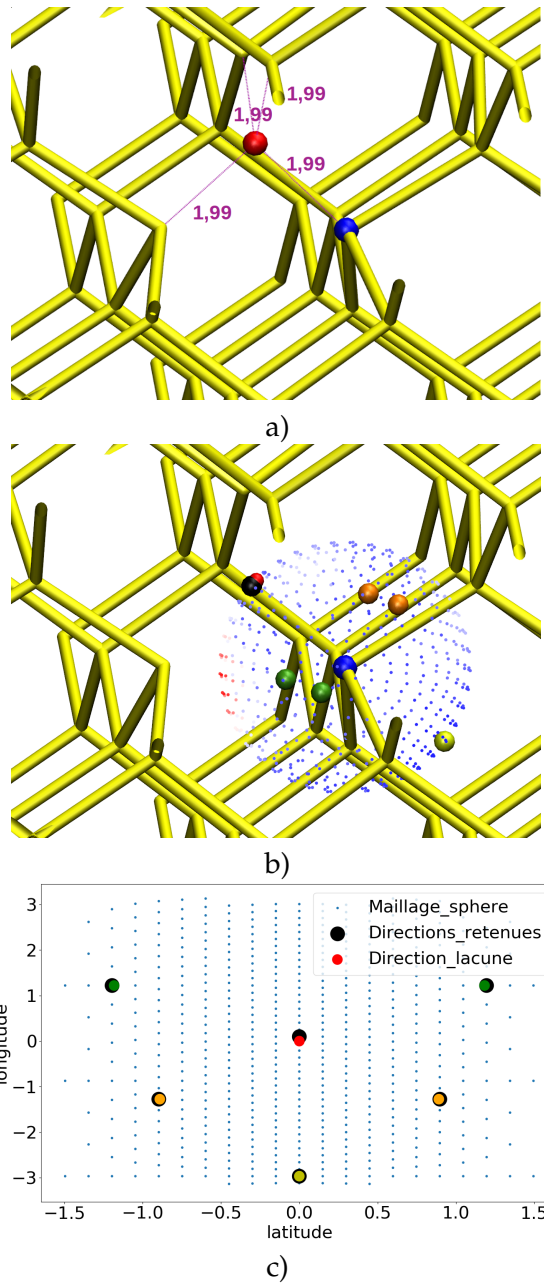 1,99
1,99
1,99
1,99
a)
b)
3
2
1
0
−1
−2
−3
longitude
Maillage_sphere
Directions_retenues
Direction_lacune
−1.5 −1.0 −0.5 0.0 0.5 1.0 1.5
latitude
c)